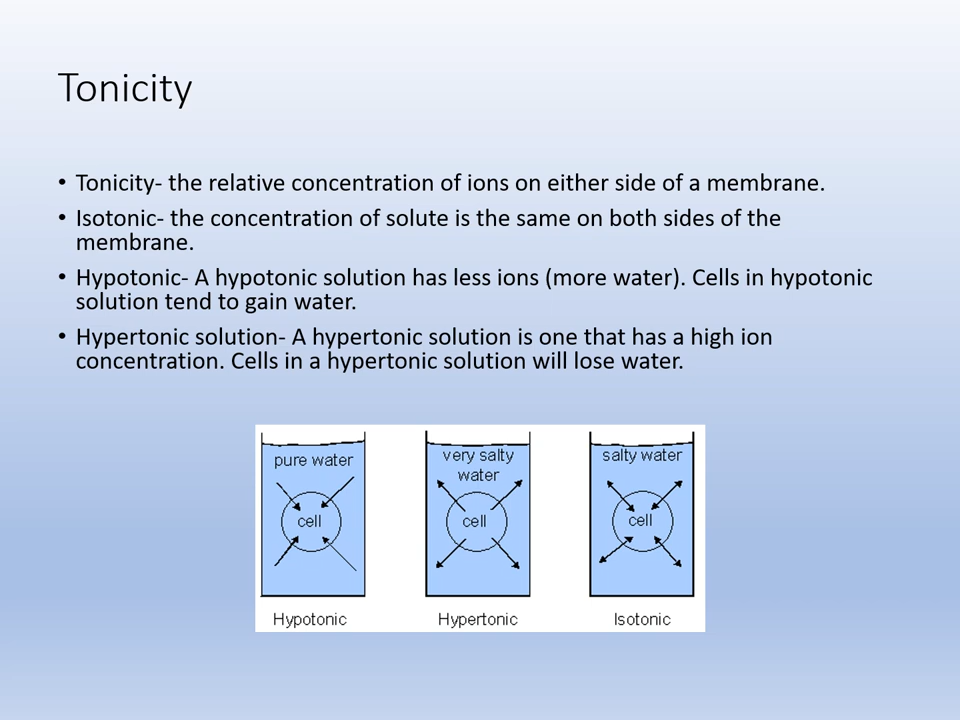 Tonicity
• Tonicity- the relative concentration of ions on either side of a membrane.
• Isotonic- the concentration of solute is the same on both sides of the
membrane.
• Hypotonic- A hypotonic solution has less ions (more water). Cells in hypotonic
solution tend to gain water.
• Hypertonic solution- A hypertonic solution is one that has a high ion
concentration. Cells in a hypertonic solution will lose water.
pure water
cell
Hypotonic
very salty
water
cell
Hypertonic
salty water
cell
Isotonic